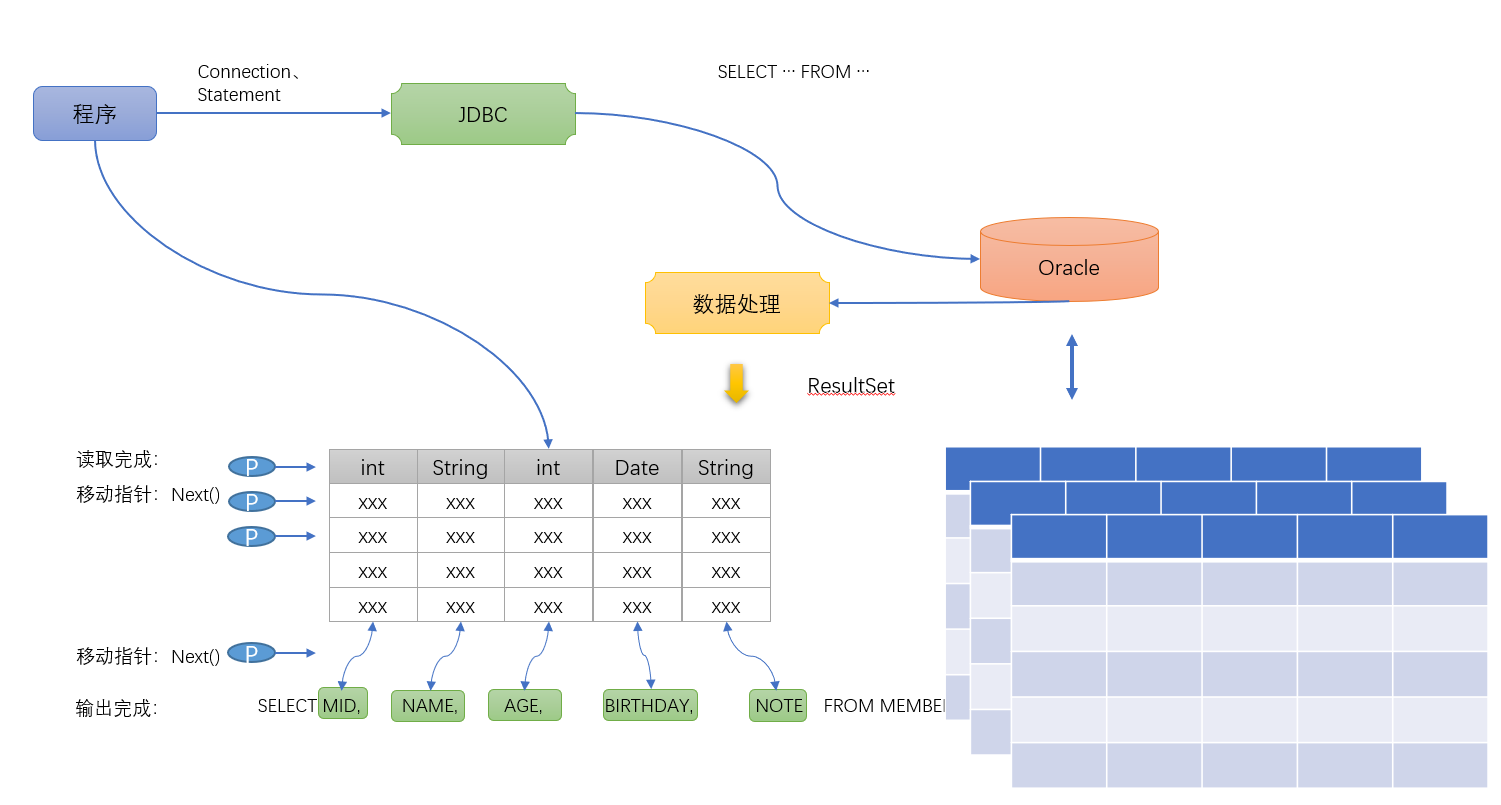 Connection、
Statement
SELECT ··· FROM ···
程序
JDBC
Oracle
数据处理
ResultSet
读取完成：
P
int String int Date String
移动指针：Next()
P
xxx xxx xxx xxx xxx
P
xxx xxx xxx xxx xxx
xxx xxx xxx xxx xxx
xxx xxx xxx xxx xxx
移动指针：Next()
P
输出完成：
SELECT MID, NAME, AGE, BIRTHDAY, NOTE FROM MEMBE